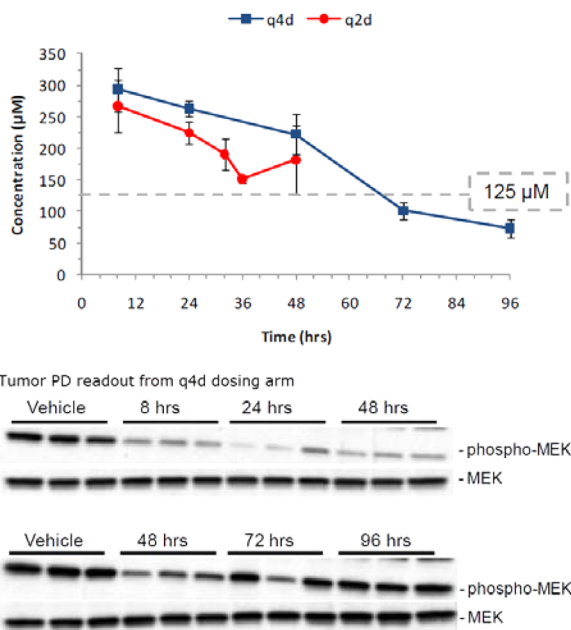 q4d q2d
350
300
250
200
150
100
50
0
125 µM
Concentration (µM)
0 12 24 36 48 60 72 84 96
Time (hrs)
Tumor PD readout from q4d dosing arm
Vehicle 8 hrs 24 hrs 48 hrs
- phospho-MEK
- MEK
Vehicle 48 hrs 72 hrs 96 hrs
- phospho-MEK
- MEK